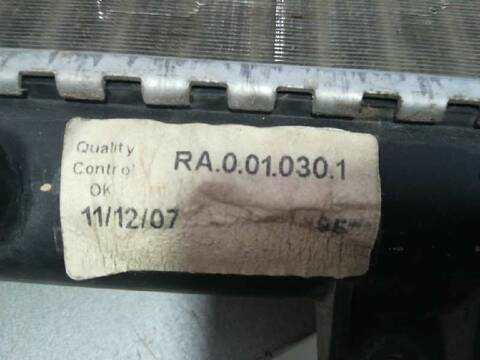 Quality
Control
OK
RA.0.01.030.1
11/12/07